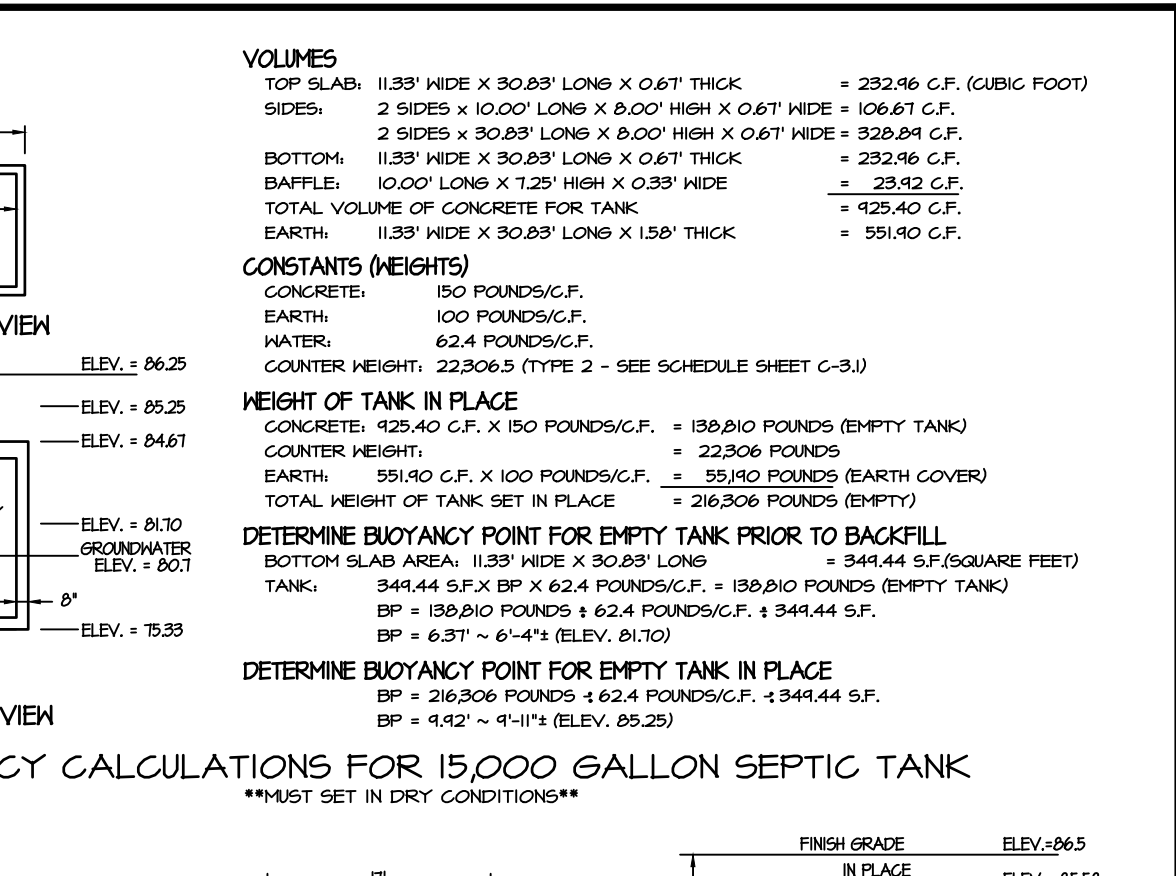 VOLUMES
TOP SLAB: 11.33' WIDE X 30.83' LONG X 0.67' THICK = 232.96 C.F. (CUBIC FOOT)
SIDES: 2 SIDES x 10.00' LONG X 8.00' HIGH X 0.67' WIDE = 106.67 C.F.
2 SIDES x 30.83' LONG X 8.00' HIGH X 0.67' WIDE = 328.89 C.F.
BOTTOM: 11.33' WIDE X 30.83' LONG X 0.67' THICK = 232.96 C.F.
BAFFLE: 10.00' LONG X 7.25' HIGH X 0.33' WIDE = 23.92 C.F.
TOTAL VOLUME OF CONCRETE FOR TANK = 925.40 C.F.
EARTH: 11.33' WIDE X 30.83' LONG X 1.58' THICK = 551.90 C.F.
CONSTANTS (WEIGHTS)
CONCRETE: 150 POUNDS/C.F.
EARTH: 100 POUNDS/C.F.
WATER: 62.4 POUNDS/C.F.
COUNTER WEIGHT: 22,306.5 (TYPE 2 - SEE SCHEDULE SHEET C-3.1)
WEIGHT OF TANK IN PLACE
CONCRETE: 925.40 C.F. X 150 POUNDS/C.F. = 138,810 POUNDS (EMPTY TANK)
COUNTER WEIGHT: = 22,306 POUNDS
EARTH: 551.90 C.F. X 100 POUNDS/C.F. = 55,190 POUNDS (EARTH COVER)
TOTAL WEIGHT OF TANK SET IN PLACE = 216,306 POUNDS (EMPTY)
DETERMINE BUOYANCY POINT FOR EMPTY TANK PRIOR TO BACKFILL
BOTTOM SLAB AREA: 11.33' WIDE X 30.83' LONG = 349.44 S.F.(SQUARE FEET)
TANK: 349.44 S.F.X BP X 62.4 POUNDS/C.F. = 138,810 POUNDS (EMPTY TANK)
BP = 138,810 POUNDS ÷ 62.4 POUNDS/C.F. ÷ 349.44 S.F.
BP = 6.37' ~ 6'-4"± (ELEV. 81.70)
DETERMINE BUOYANCY POINT FOR EMPTY TANK IN PLACE
BP = 216,306 POUNDS ÷ 62.4 POUNDS/C.F. ÷ 349.44 S.F.
BP = 9.92' ~ 9'-11"± (ELEV. 85.25)
VIEW
ELEV. = 86.25
ELEV. = 85.25
ELEV. = 84.67
ELEV. = 81.70
GROUNDWATER
ELEV. = 80.7
8"
ELEV. = 75.33
VIEW
CY CALCULATIONS FOR 15,000 GALLON SEPTIC TANK
**MUST SET IN DRY CONDITIONS**
FINISH GRADE ELEV.=86.5
IN PLACE